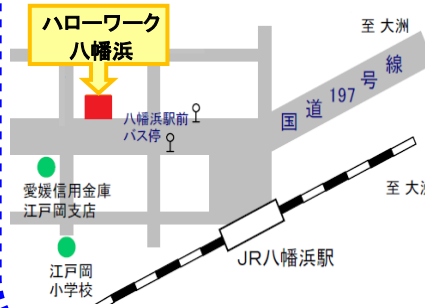 ハローワーク
八幡浜
至 大洲
国道197号線
八幡浜駅前
バス停
愛媛信用金庫
江戸岡支店
至 大
JR八幡浜駅
江戸岡
小学校